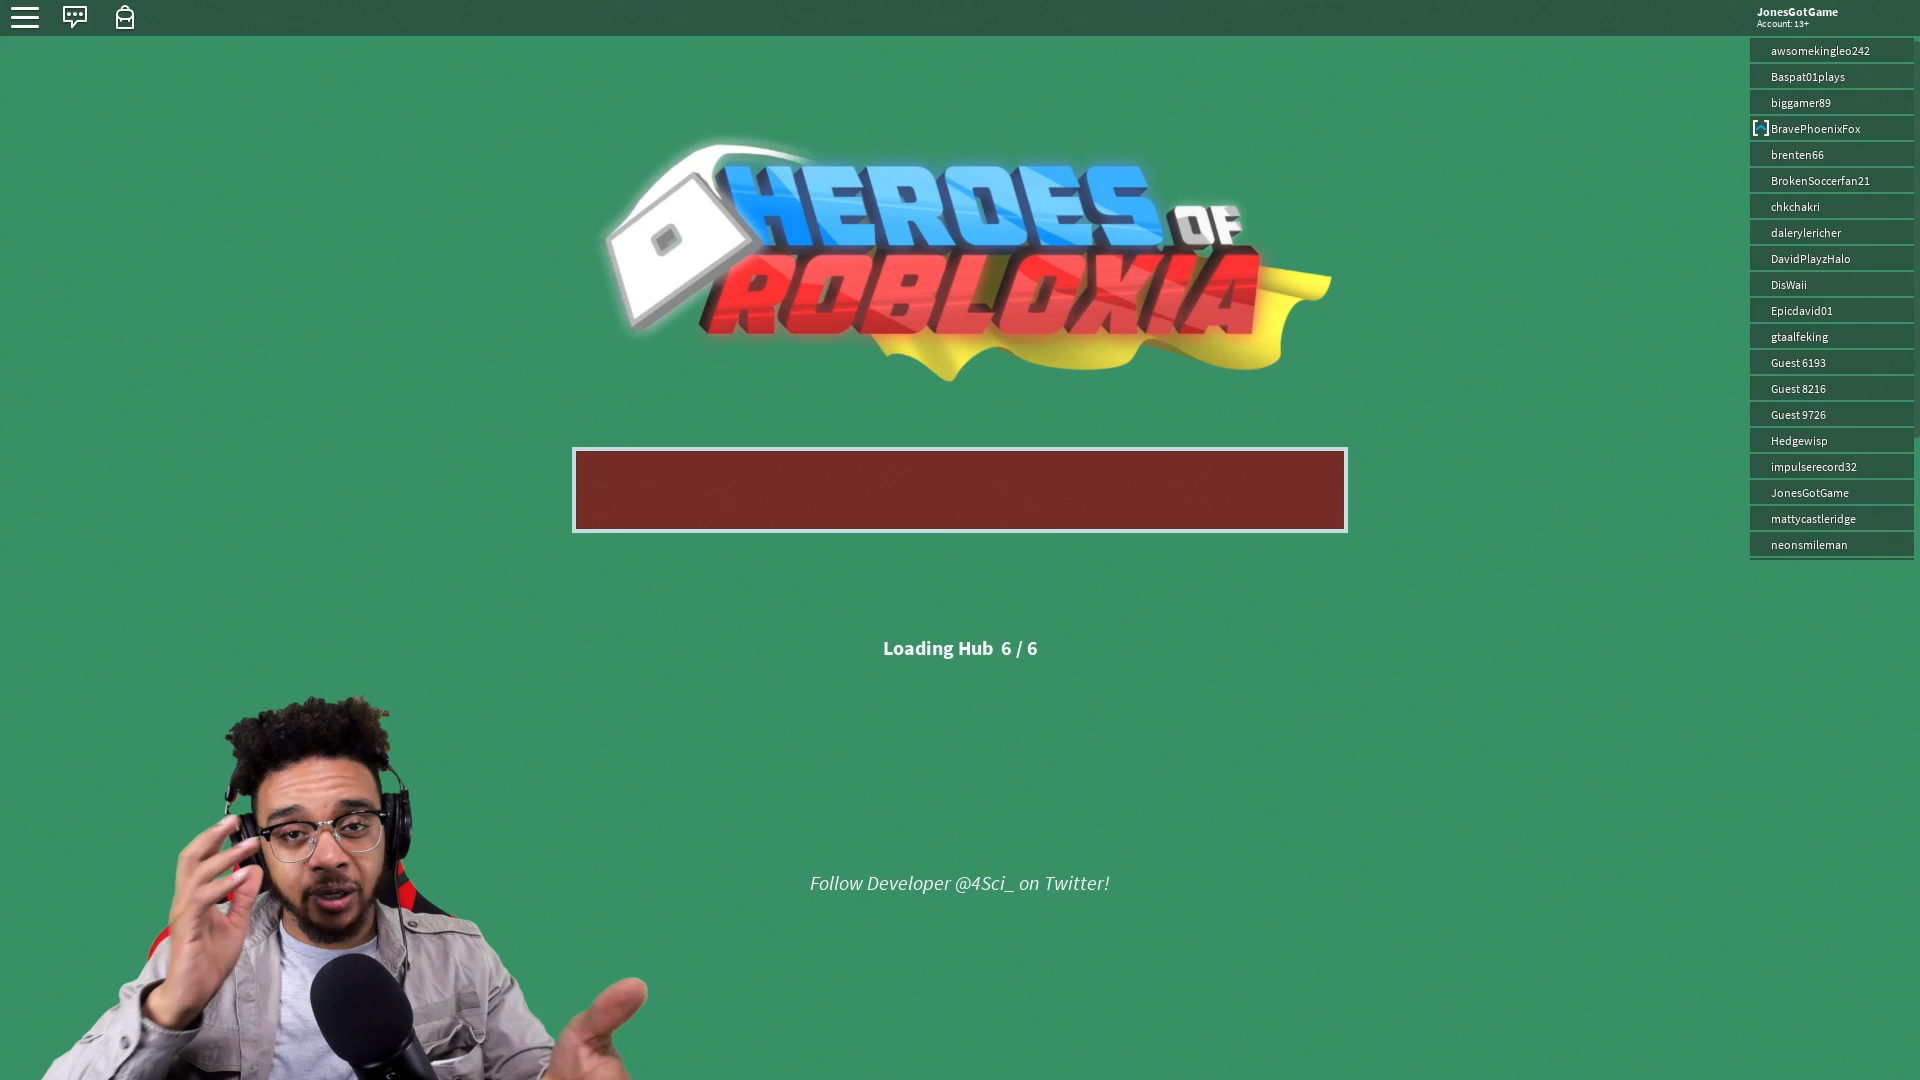 JonesGotGame
Account: 13+
awsomekingleo242
Baspat01plays
biggamer89
BravePhoenixFox
brenten66
BrokenSoccerfan21
chkchakri
dalerylericher
DavidPlayzHalo
DisWaii
Epicdavid01
gtaalfeking
Guest 6193
Guest 8216
Guest 9726
Hedgewisp
impulserecord32
JonesGotGame
mattycastleridge
neonsmileman
HEROES OF
ROBLOXIA
Loading Hub 6 / 6
Follow Developer @4Sci_ on Twitter!